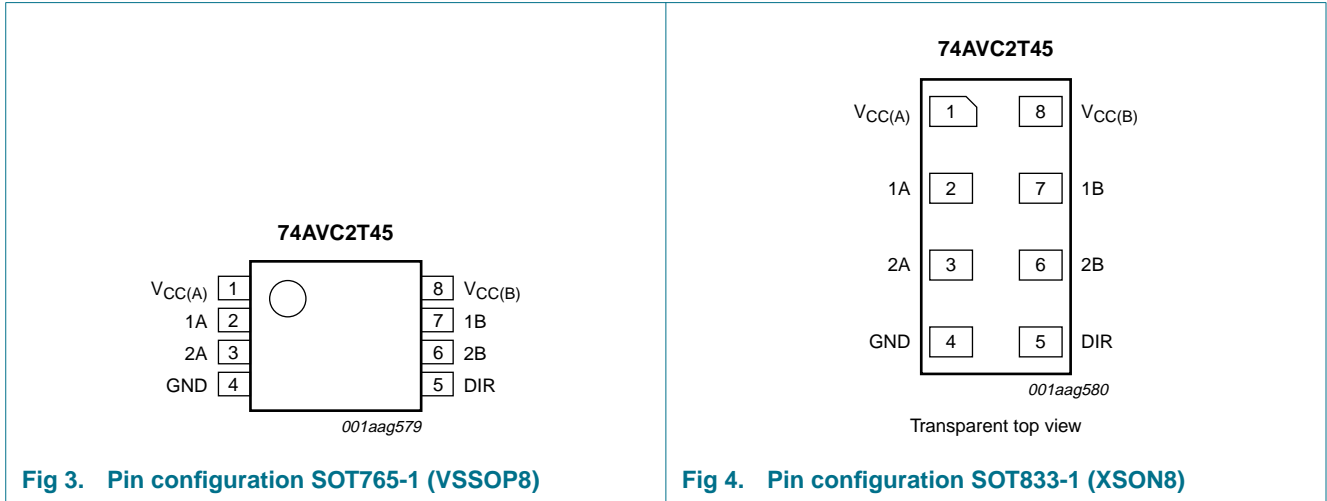 74AVC2T45
VCC(A) 1 8 VCC(B)
1A 2 7 1B
2A 3 6 2B
GND 4 5 DIR
001aag579
Fig 3. Pin configuration SOT765-1 (VSSOP8)
74AVC2T45
VCC(A) 1 8 VCC(B)
1A 2 7 1B
2A 3 6 2B
GND 4 5 DIR
001aag580
Transparent top view
Fig 4. Pin configuration SOT833-1 (XSON8)